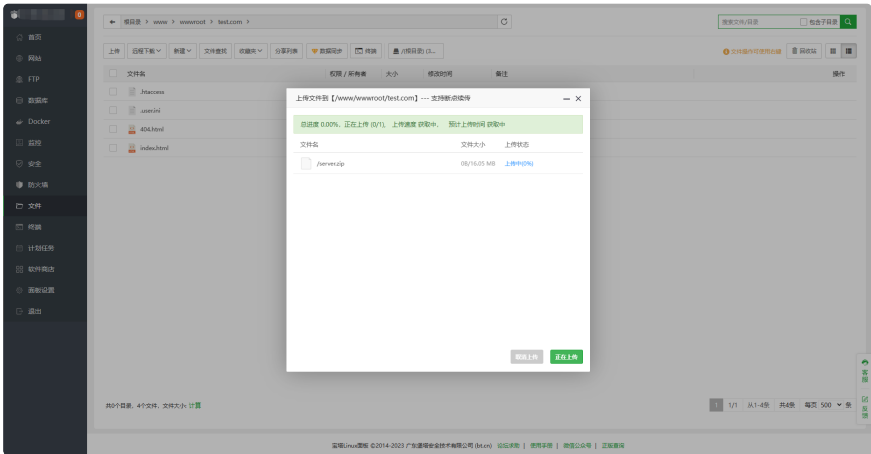 0
首页
网站
FTP
数据库
Docker
监控
安全
防火墙
文件
终端
计划任务
软件商店
面板设置
退出
根目录 > www > wwwroot > test.com >
搜索文件/目录 包含子目录
上传 远程下载 新建 文件查找 收藏夹 分享列表 数据同步 终端 /(根目录) (3... 回收站
文件名 权限 / 所有者 大小 修改时间 备注 操作
.htaccess
.user.ini
404.html
index.html
上传文件到【/www/wwwroot/test.com】--- 支持断点续传
总进度 0.00%，正在上传 (0/1)， 上传速度 获取中， 预计上传时间 获取中
文件名 文件大小 上传状态
/server.zip 0B/16.05 MB 上传中(0%)
取消上传 正在上传
客服
反馈
共0个目录，4个文件，文件大小: 计算
1 1/1 从1-4条 共4条 每页 500 条
宝塔Linux面板 ©2014-2023 广东堡塔安全技术有限公司 (bt.cn) 论坛求助 | 使用手册 | 微信公众号 | 正版查询